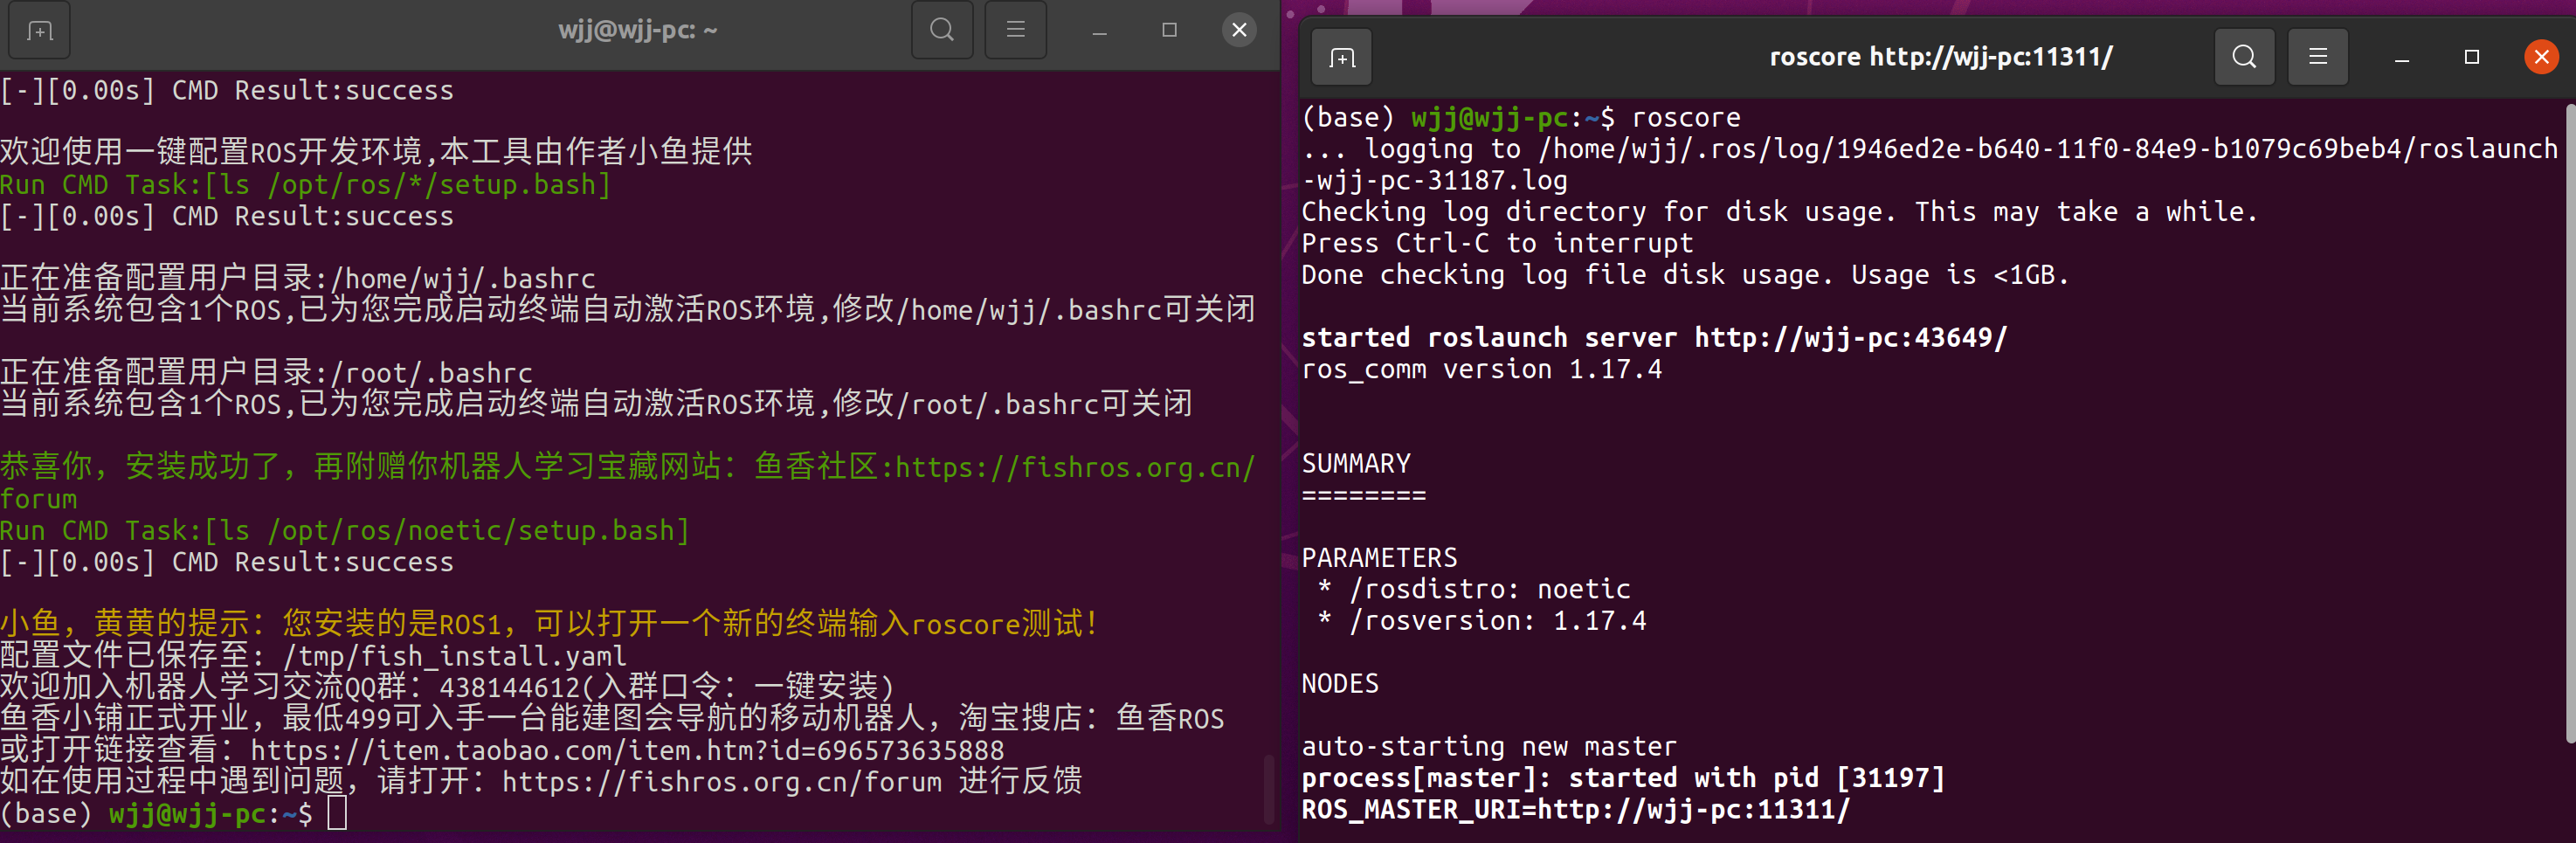 wjj@wjj-pc: ~
[-][0.00s] CMD Result:success
欢迎使用一键配置ROS开发环境,本工具由作者小鱼提供
Run CMD Task:[ls /opt/ros/*/setup.bash]
[-][0.00s] CMD Result:success
正在准备配置用户目录:/home/wjj/.bashrc
当前系统包含1个ROS,已为您完成启动终端自动激活ROS环境,修改/home/wjj/.bashrc可关闭
正在准备配置用户目录:/root/.bashrc
当前系统包含1个ROS,已为您完成启动终端自动激活ROS环境,修改/root/.bashrc可关闭
恭喜你，安装成功了，再附赠你机器人学习宝藏网站：鱼香社区:https://fishros.org.cn/
forum
Run CMD Task:[ls /opt/ros/noetic/setup.bash]
[-][0.00s] CMD Result:success
小鱼，黄黄的提示：您安装的是ROS1，可以打开一个新的终端输入roscore测试！
配置文件已保存至: /tmp/fish_install.yaml
欢迎加入机器人学习交流QQ群：438144612(入群口令：一键安装)
鱼香小铺正式开业，最低499可入手一台能建图会导航的移动机器人，淘宝搜店：鱼香ROS
或打开链接查看：https://item.taobao.com/item.htm?id=696573635888
如在使用过程中遇到问题，请打开：https://fishros.org.cn/forum 进行反馈
(base) wjj@wjj-pc:~$
roscore http://wjj-pc:11311/
(base) wjj@wjj-pc:~$ roscore
... logging to /home/wjj/.ros/log/1946ed2e-b640-11f0-84e9-b1079c69beb4/roslaunch
-wjj-pc-31187.log
Checking log directory for disk usage. This may take a while.
Press Ctrl-C to interrupt
Done checking log file disk usage. Usage is <1GB.
started roslaunch server http://wjj-pc:43649/
ros_comm version 1.17.4
SUMMARY
========
PARAMETERS
* /rosdistro: noetic
* /rosversion: 1.17.4
NODES
auto-starting new master
process[master]: started with pid [31197]
ROS_MASTER_URI=http://wjj-pc:11311/